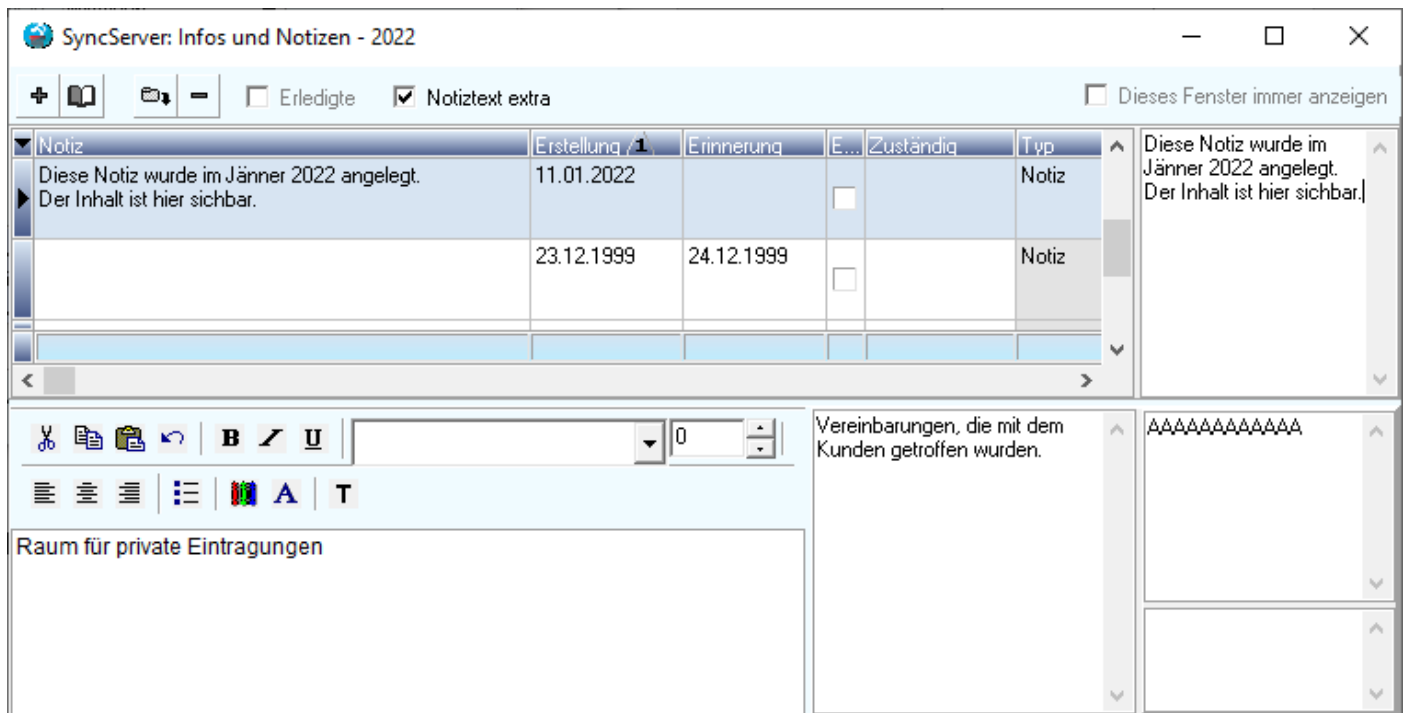 SyncServer: Infos und Notizen - 2022
Erledigte Notiztext extra Dieses Fenster immer anzeigen
Notiz Erstellung 1 Erinnerung E... Zuständig Typ
Diese Notiz wurde im Jänner 2022 angelegt.
Der Inhalt ist hier sichbar.
11.01.2022 Notiz
23.12.1999 24.12.1999 Notiz
Diese Notiz wurde im
Jänner 2022 angelegt.
Der Inhalt ist hier sichbar.
B I U 0
A T
Raum für private Eintragungen
Vereinbarungen, die mit dem
Kunden getroffen wurden.
AAAAAAAAAAAA